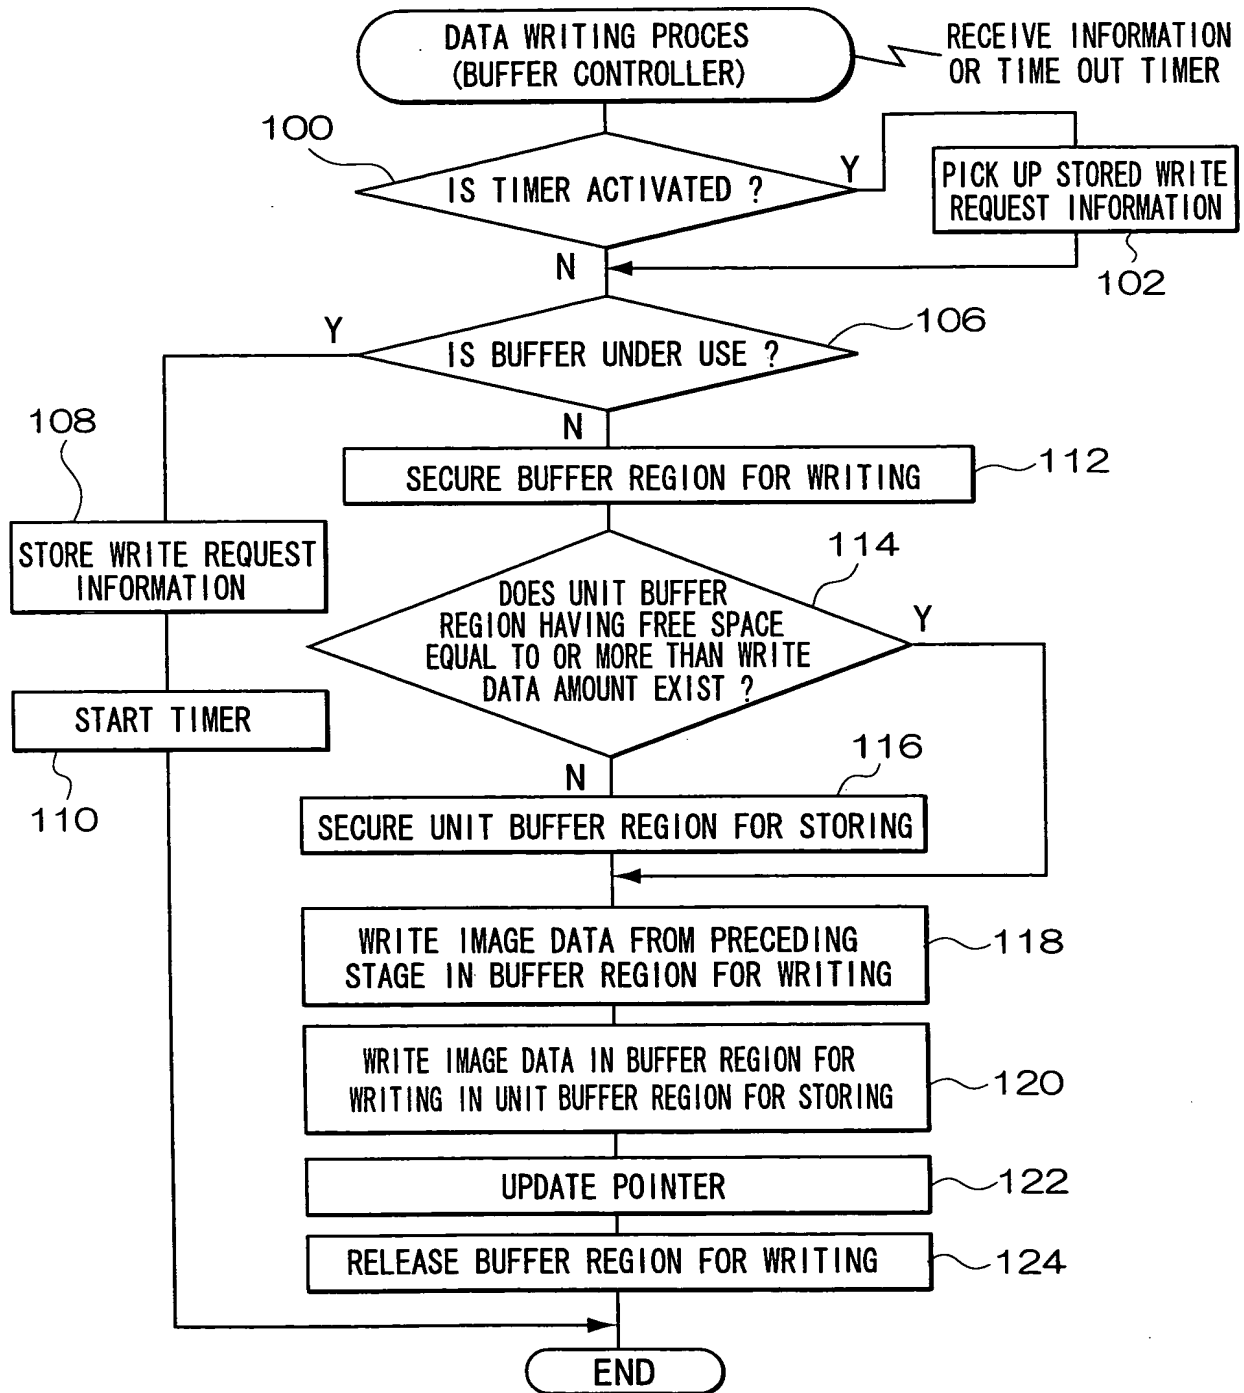 DATA WRITING PROCES
(BUFFER CONTROLLER)
RECEIVE INFORMATION
OR TIME OUT TIMER
100
IS TIMER ACTIVATED ?
Y
PICK UP STORED WRITE
REQUEST INFORMATION
102
N
106
IS BUFFER UNDER USE ?
Y
N
108
SECURE BUFFER REGION FOR WRITING
112
STORE WRITE REQUEST
INFORMATION
114
DOES UNIT BUFFER
REGION HAVING FREE SPACE
EQUAL TO OR MORE THAN WRITE
DATA AMOUNT EXIST ?
Y
START TIMER
110
N
116
SECURE UNIT BUFFER REGION FOR STORING
WRITE IMAGE DATA FROM PRECEDING
STAGE IN BUFFER REGION FOR WRITING
118
WRITE IMAGE DATA IN BUFFER REGION FOR
WRITING IN UNIT BUFFER REGION FOR STORING
120
UPDATE POINTER
122
RELEASE BUFFER REGION FOR WRITING
124
END